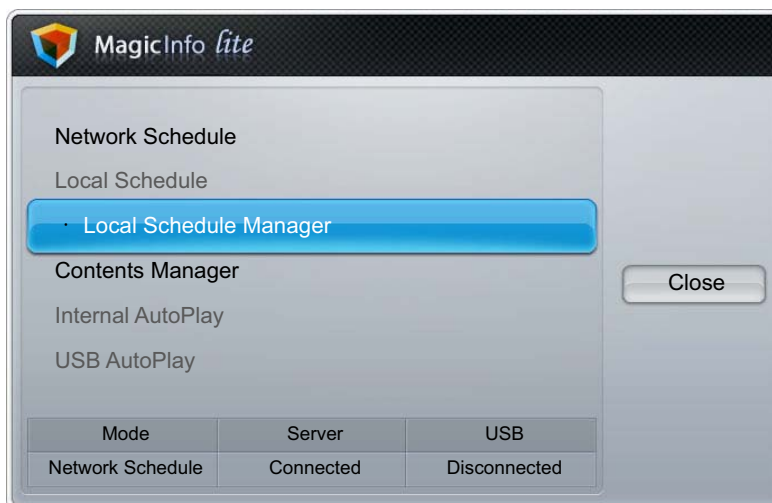 MagicInfo lite
Network Schedule
Local Schedule
· Local Schedule Manager
Contents Manager
Internal AutoPlay
USB AutoPlay
Close
Mode Server USB
Network Schedule Connected Disconnected